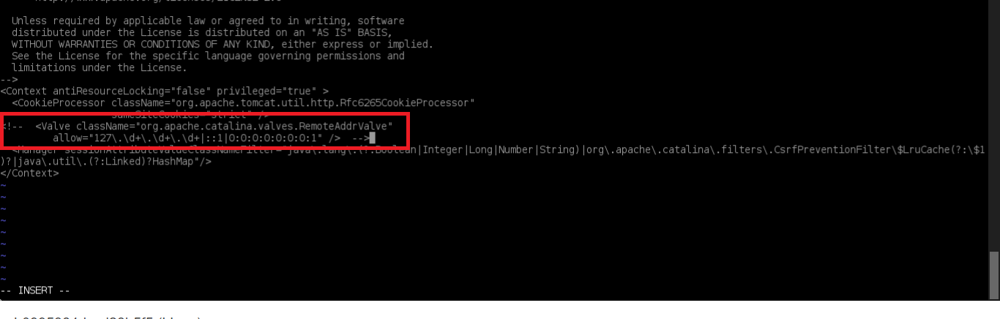 Unless required by applicable law or agreed to in writing, software
distributed under the License is distributed on an "AS IS" BASIS,
WITHOUT WARRANTIES OR CONDITIONS OF ANY KIND, either express or implied.
See the License for the specific language governing permissions and
limitations under the License.
-->
<Context antiResourceLocking="false" privileged="true" >
<CookieProcessor className="org.apache.tomcat.util.http.Rfc6265CookieProcessor"
sameSiteCookies="strict" />
<!-- <Valve className="org.apache.catalina.valves.RemoteAddrValve"
allow="127\.\d+\.\d+\.\d+|::1|0:0:0:0:0:0:0:1" /> -->
<Manager sessionAttributeValueClassNameFilter="java\.lang\.(?:Boolean|Integer|Long|Number|String)|org\.apache\.catalina\.filters\.CsrfPreventionFilter\$LruCache(?:\$1
)?|java\.util\.(?:Linked)?HashMap"/>
</Context>
~
~
~
~
~
~
~
~
~
-- INSERT --